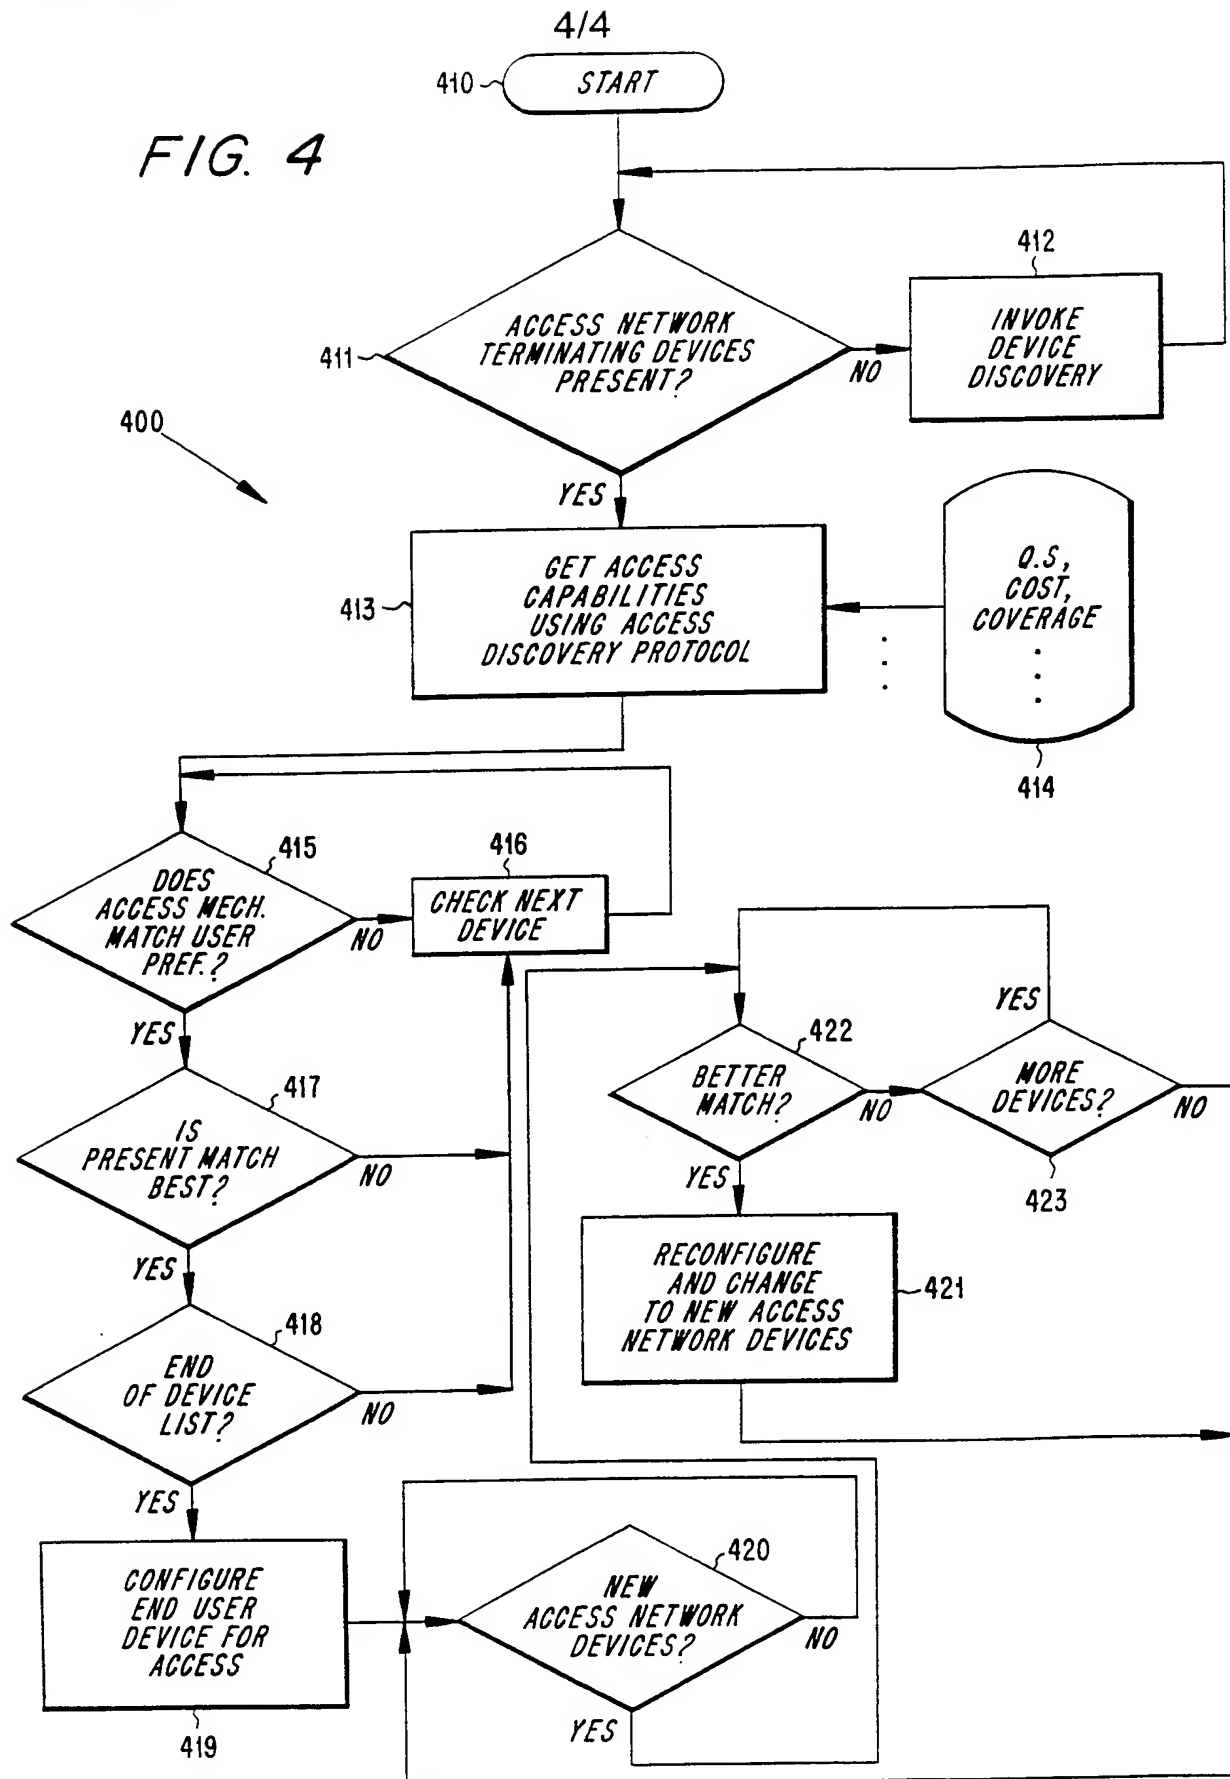 4/4
FIG. 4
410
START
411
ACCESS NETWORK
TERMINATING DEVICES
PRESENT?
NO
412
INVOKE
DEVICE
DISCOVERY
400
YES
413
GET ACCESS
CAPABILITIES
USING ACCESS
DISCOVERY PROTOCOL
Q.S,
COST,
COVERAGE
414
415
DOES
ACCESS MECH.
MATCH USER
PREF.?
NO
416
CHECK NEXT
DEVICE
YES
417
IS
PRESENT MATCH
BEST?
NO
YES
418
END
OF DEVICE
LIST?
NO
YES
CONFIGURE
END USER
DEVICE FOR
ACCESS
419
420
NEW
ACCESS NETWORK
DEVICES?
NO
YES
422
BETTER
MATCH?
NO
YES
MORE
DEVICES?
YES
NO
423
RECONFIGURE
AND CHANGE
TO NEW ACCESS
NETWORK DEVICES
421